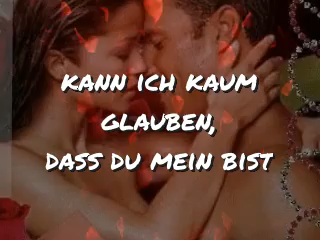 KANN ICH KAUM
GLAUBEN,
DASS DU MEIN BIST